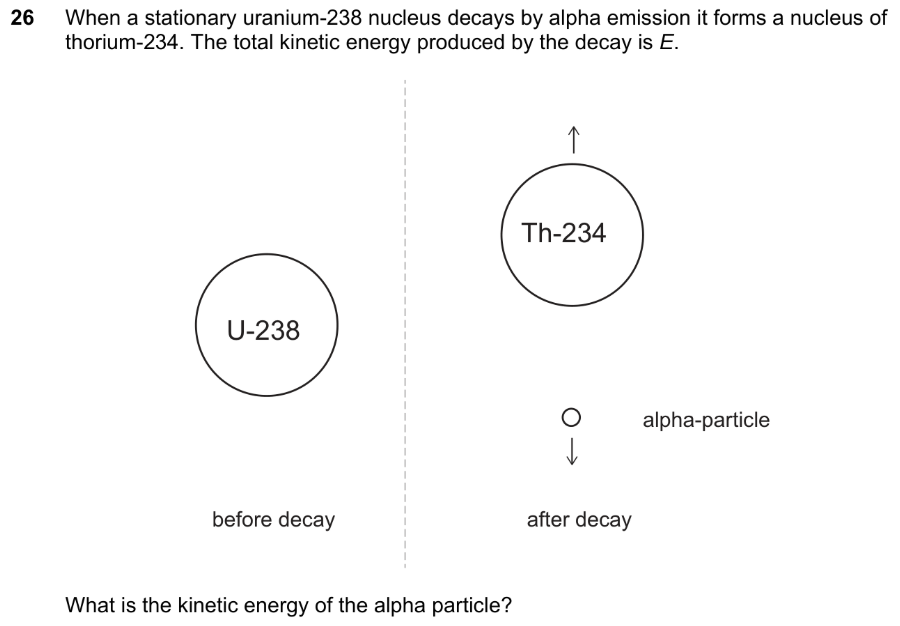 26 When a stationary uranium-238 nucleus decays by alpha emission it forms a nucleus of
thorium-234. The total kinetic energy produced by the decay is E.
Th-234
U-238
alpha-particle
before decay
after decay
What is the kinetic energy of the alpha particle?